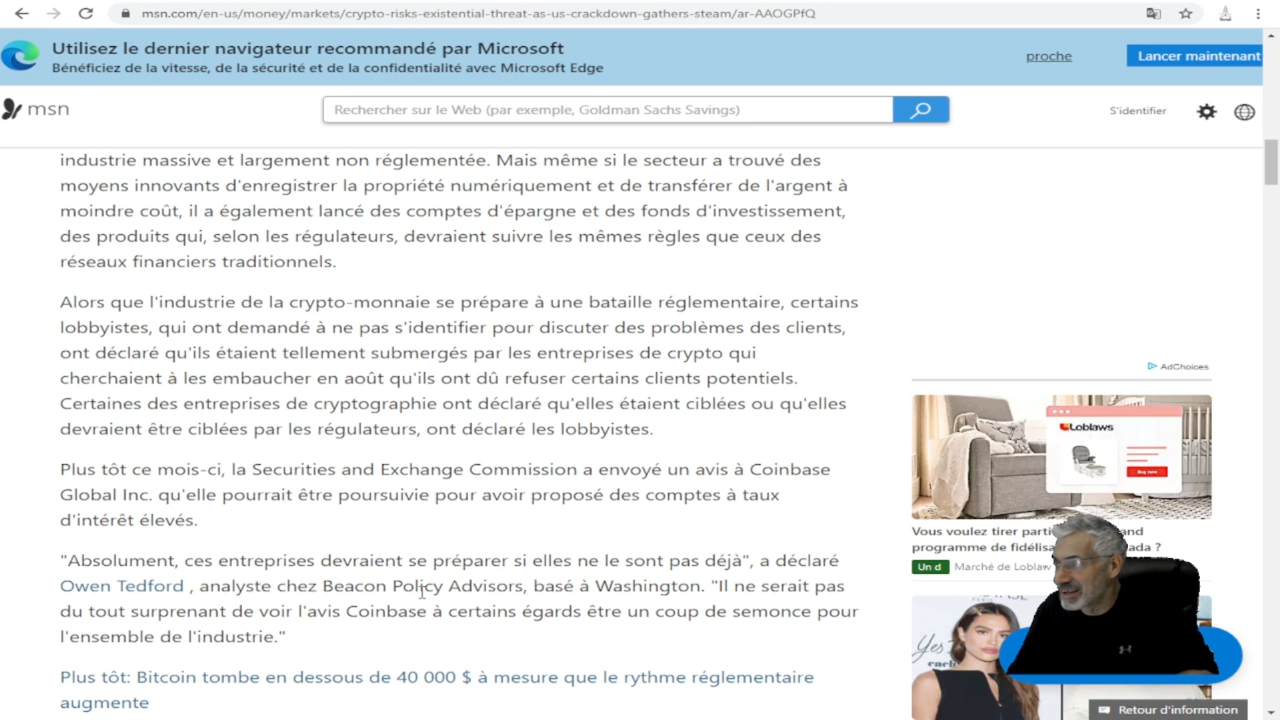 msn.com/en-us/money/markets/crypto-risks-existential-threat-as-us-crackdown-gathers-steam/ar-AAOGPfQ
Utilisez le dernier navigateur recommandé par Microsoft
Bénéficiez de la vitesse, de la sécurité et de la confidentialité avec Microsoft Edge
proche
Lancer maintenant
msn
Rechercher sur le Web (par exemple, Goldman Sachs Savings)
S'identifier
industrie massive et largement non réglementée. Mais même si le secteur a trouvé des
moyens innovants d'enregistrer la propriété numériquement et de transférer de l'argent à
moindre coût, il a également lancé des comptes d'épargne et des fonds d'investissement,
des produits qui, selon les régulateurs, devraient suivre les mêmes règles que ceux des
réseaux financiers traditionnels.
Alors que l'industrie de la crypto-monnaie se prépare à une bataille réglementaire, certains
lobbyistes, qui ont demandé à ne pas s'identifier pour discuter des problèmes des clients,
ont déclaré qu'ils étaient tellement submergés par les entreprises de crypto qui
cherchaient à les embaucher en août qu'ils ont dû refuser certains clients potentiels.
Certaines des entreprises de cryptographie ont déclaré qu'elles étaient ciblées ou qu'elles
devraient être ciblées par les régulateurs, ont déclaré les lobbyistes.
Plus tôt ce mois-ci, la Securities and Exchange Commission a envoyé un avis à Coinbase
Global Inc. qu'elle pourrait être poursuivie pour avoir proposé des comptes à taux
d'intérêt élevés.
"Absolument, ces entreprises devraient se préparer si elles ne le sont pas déjà", a déclaré
Owen Tedford , analyste chez Beacon Policy Advisors, basé à Washington. "Il ne serait pas
du tout surprenant de voir l'avis Coinbase à certains égards être un coup de semonce pour
l'ensemble de l'industrie."
Plus tôt: Bitcoin tombe en dessous de 40 000 $ à mesure que le rythme réglementaire
augmente
AdChoices
Loblaws
Buy now
Vous voulez tirer parti and
programme de fidélis ada ?
Un d Marché de Loblaw
Yes
Retour d'information